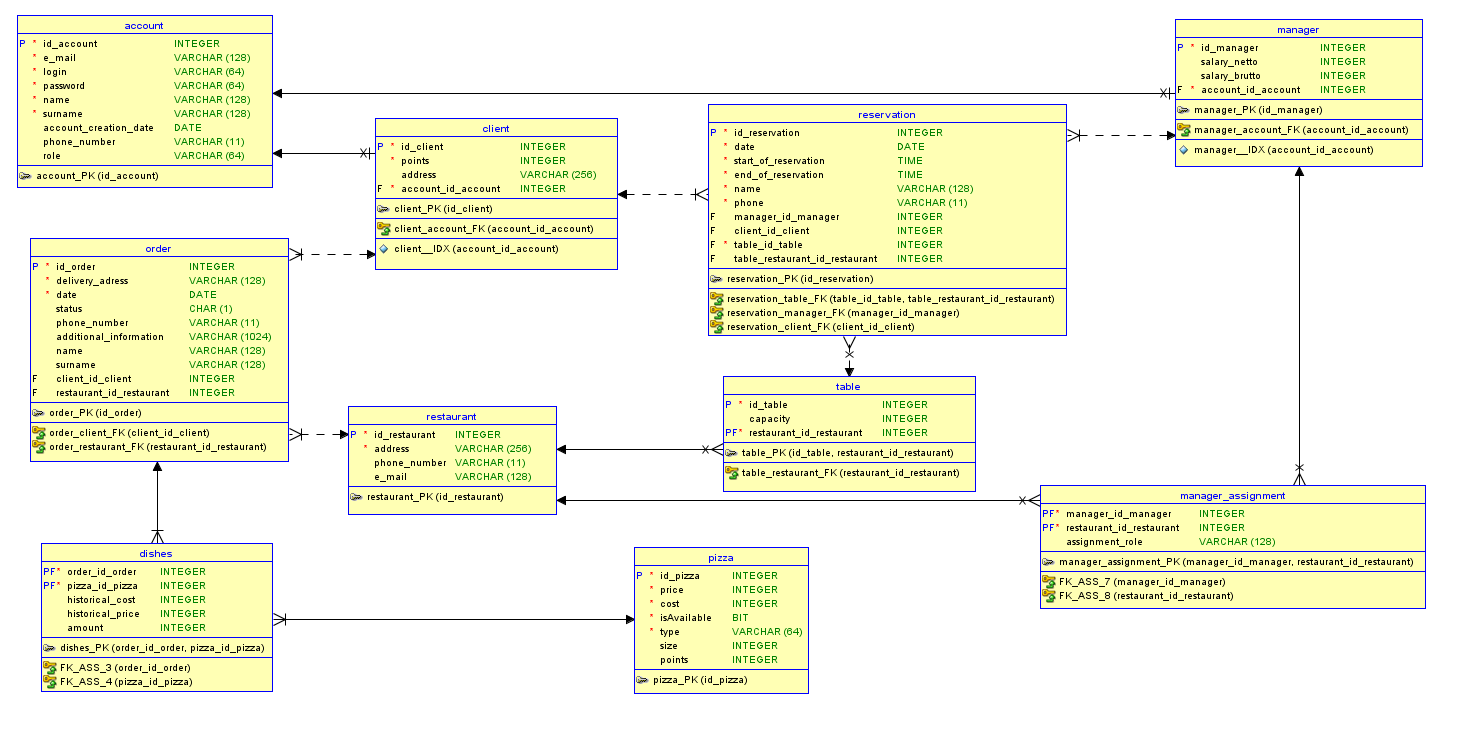 account
P * id_account INTEGER
* e_mail VARCHAR (128)
* login VARCHAR (64)
* password VARCHAR (64)
* name VARCHAR (128)
* surname VARCHAR (128)
account_creation_date DATE
phone_number VARCHAR (11)
role VARCHAR (64)
account_PK (id_account)
manager
P * id_manager INTEGER
salary_netto INTEGER
salary_brutto INTEGER
F * account_id_account INTEGER
manager_PK (id_manager)
manager_account_FK (account_id_account)
manager__IDX (account_id_account)
client
P * id_client INTEGER
* points INTEGER
address VARCHAR (256)
F * account_id_account INTEGER
client_PK (id_client)
client_account_FK (account_id_account)
client__IDX (account_id_account)
reservation
P * id_reservation INTEGER
* date DATE
* start_of_reservation TIME
* end_of_reservation TIME
* name VARCHAR (128)
* phone VARCHAR (11)
F manager_id_manager INTEGER
F client_id_client INTEGER
F * table_id_table INTEGER
F table_restaurant_id_restaurant INTEGER
reservation_PK (id_reservation)
reservation_table_FK (table_id_table, table_restaurant_id_restaurant)
reservation_manager_FK (manager_id_manager)
reservation_client_FK (client_id_client)
order
P * id_order INTEGER
* delivery_adress VARCHAR (128)
* date DATE
status CHAR (1)
phone_number VARCHAR (11)
additional_information VARCHAR (1024)
name VARCHAR (128)
surname VARCHAR (128)
F client_id_client INTEGER
F restaurant_id_restaurant INTEGER
order_PK (id_order)
order_client_FK (client_id_client)
order_restaurant_FK (restaurant_id_restaurant)
restaurant
P * id_restaurant INTEGER
* address VARCHAR (256)
phone_number VARCHAR (11)
e_mail VARCHAR (128)
restaurant_PK (id_restaurant)
table
P * id_table INTEGER
capacity INTEGER
PF* restaurant_id_restaurant INTEGER
table_PK (id_table, restaurant_id_restaurant)
table_restaurant_FK (restaurant_id_restaurant)
manager_assignment
PF* manager_id_manager INTEGER
PF* restaurant_id_restaurant INTEGER
assignment_role VARCHAR (128)
manager_assignment_PK (manager_id_manager, restaurant_id_restaurant)
FK_ASS_7 (manager_id_manager)
FK_ASS_8 (restaurant_id_restaurant)
dishes
PF* order_id_order INTEGER
PF* pizza_id_pizza INTEGER
historical_cost INTEGER
historical_price INTEGER
amount INTEGER
dishes_PK (order_id_order, pizza_id_pizza)
FK_ASS_3 (order_id_order)
FK_ASS_4 (pizza_id_pizza)
pizza
P * id_pizza INTEGER
* price INTEGER
* cost INTEGER
* isAvailable BIT
* type VARCHAR (64)
size INTEGER
points INTEGER
pizza_PK (id_pizza)